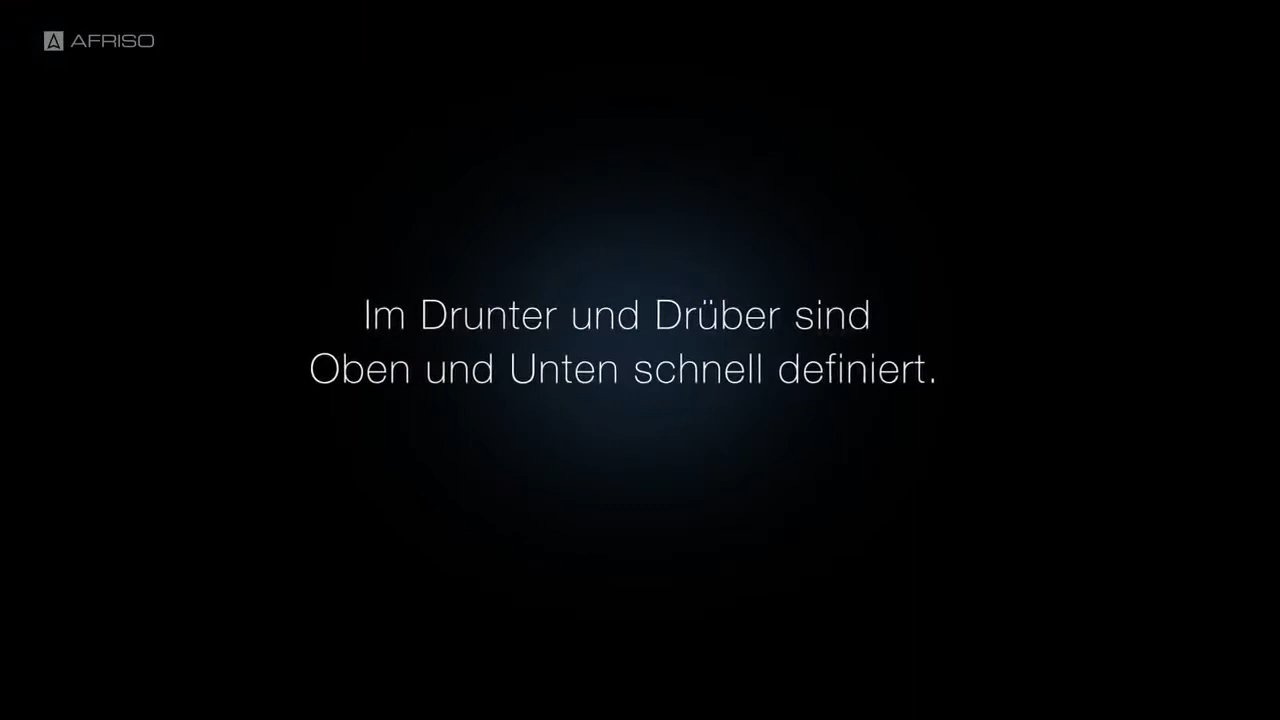 AFRISO
Im Drunter und Drüber sind
Oben und Unten schnell definiert.